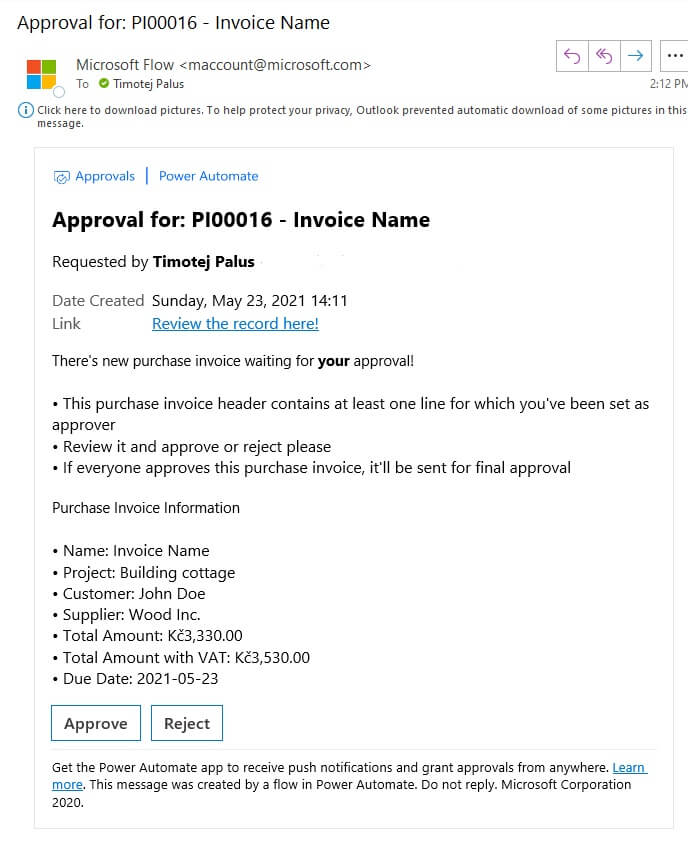 Approval for: PI00016 - Invoice Name
Microsoft Flow <maccount@microsoft.com>
To Timotej Palus
2:12 PM
Click here to download pictures. To help protect your privacy, Outlook prevented automatic download of some pictures in this
message.
Approvals | Power Automate
Approval for: PI00016 - Invoice Name
Requested by Timotej Palus
Date Created Sunday, May 23, 2021 14:11
Link Review the record here!
There's new purchase invoice waiting for your approval!
• This purchase invoice header contains at least one line for which you've been set as
approver
• Review it and approve or reject please
• If everyone approves this purchase invoice, it'll be sent for final approval
Purchase Invoice Information
• Name: Invoice Name
• Project: Building cottage
• Customer: John Doe
• Supplier: Wood Inc.
• Total Amount: Kč3,330.00
• Total Amount with VAT: Kč3,530.00
• Due Date: 2021-05-23
Approve Reject
Get the Power Automate app to receive push notifications and grant approvals from anywhere. Learn
more. This message was created by a flow in Power Automate. Do not reply. Microsoft Corporation
2020.